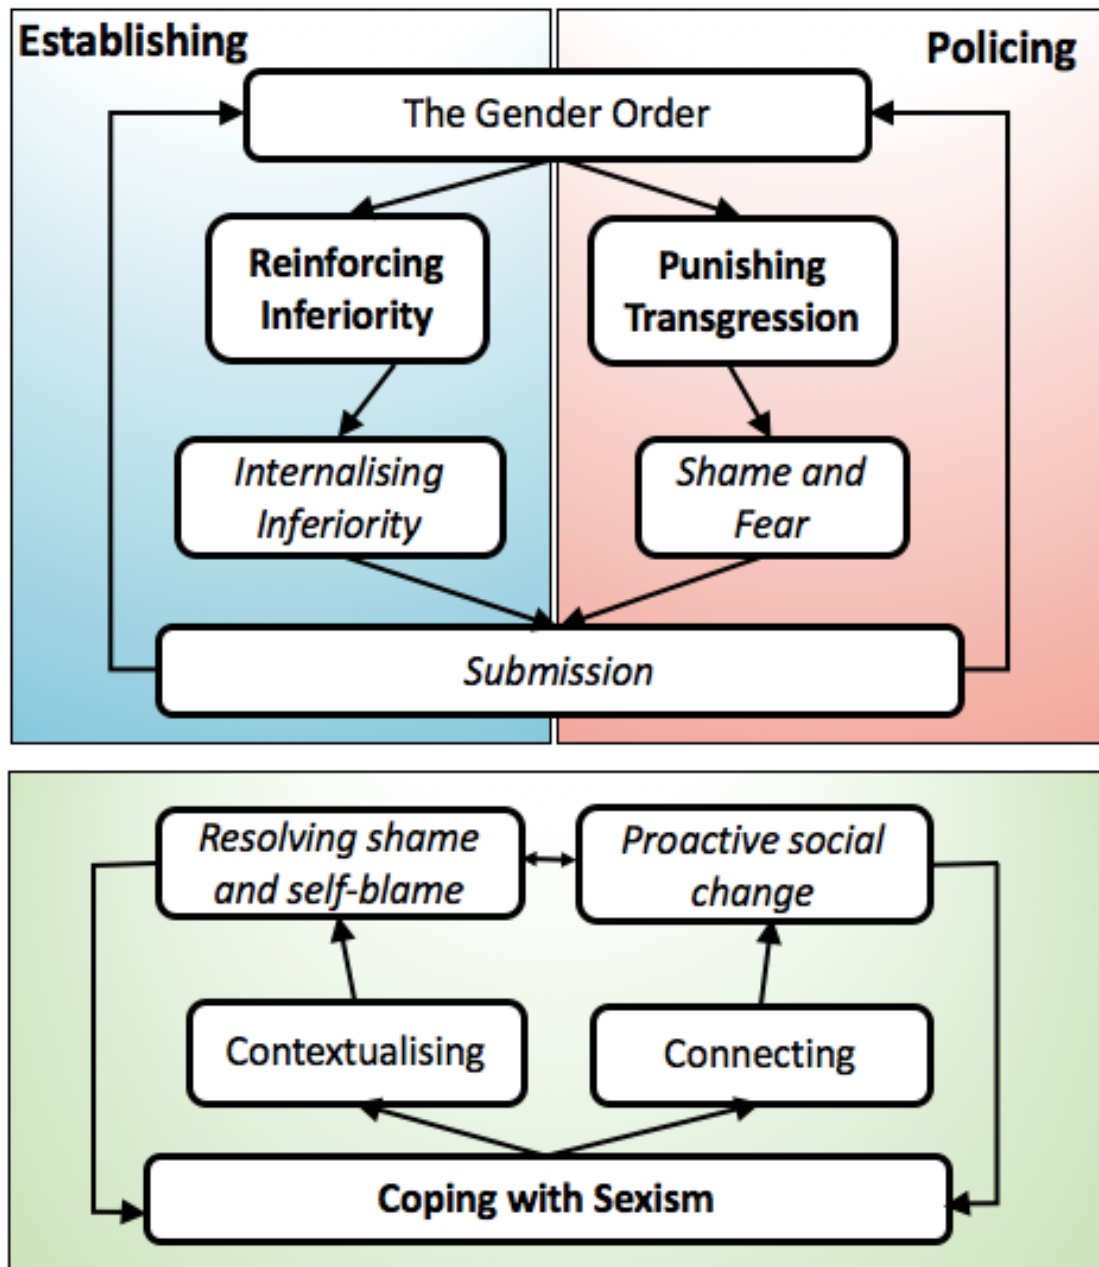 Establishing
Policing
The Gender Order
Reinforcing
Inferiority
Punishing
Transgression
Internalising
Inferiority
Shame and
Fear
Submission
Resolving shame
and self-blame
Proactive social
change
Contextualising
Connecting
Coping with Sexism